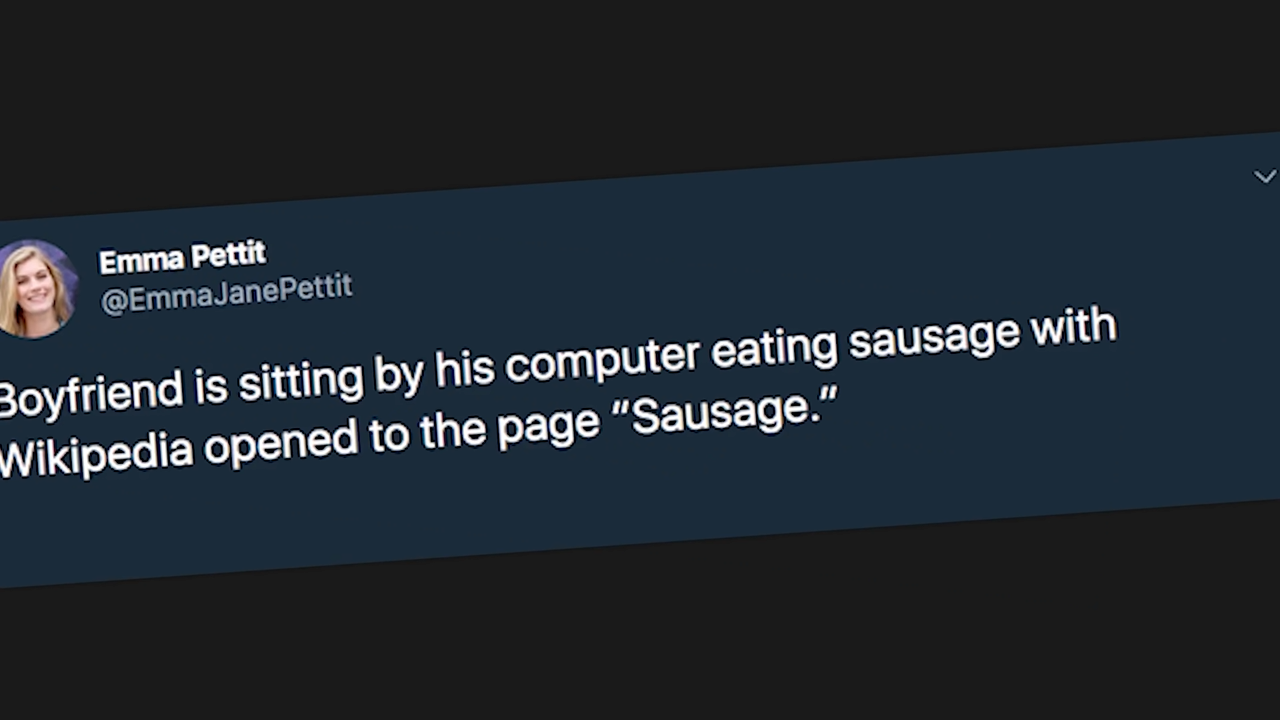 Emma Pettit
@EmmaJanePettit
Boyfriend is sitting by his computer eating sausage with
Wikipedia opened to the page “Sausage.”